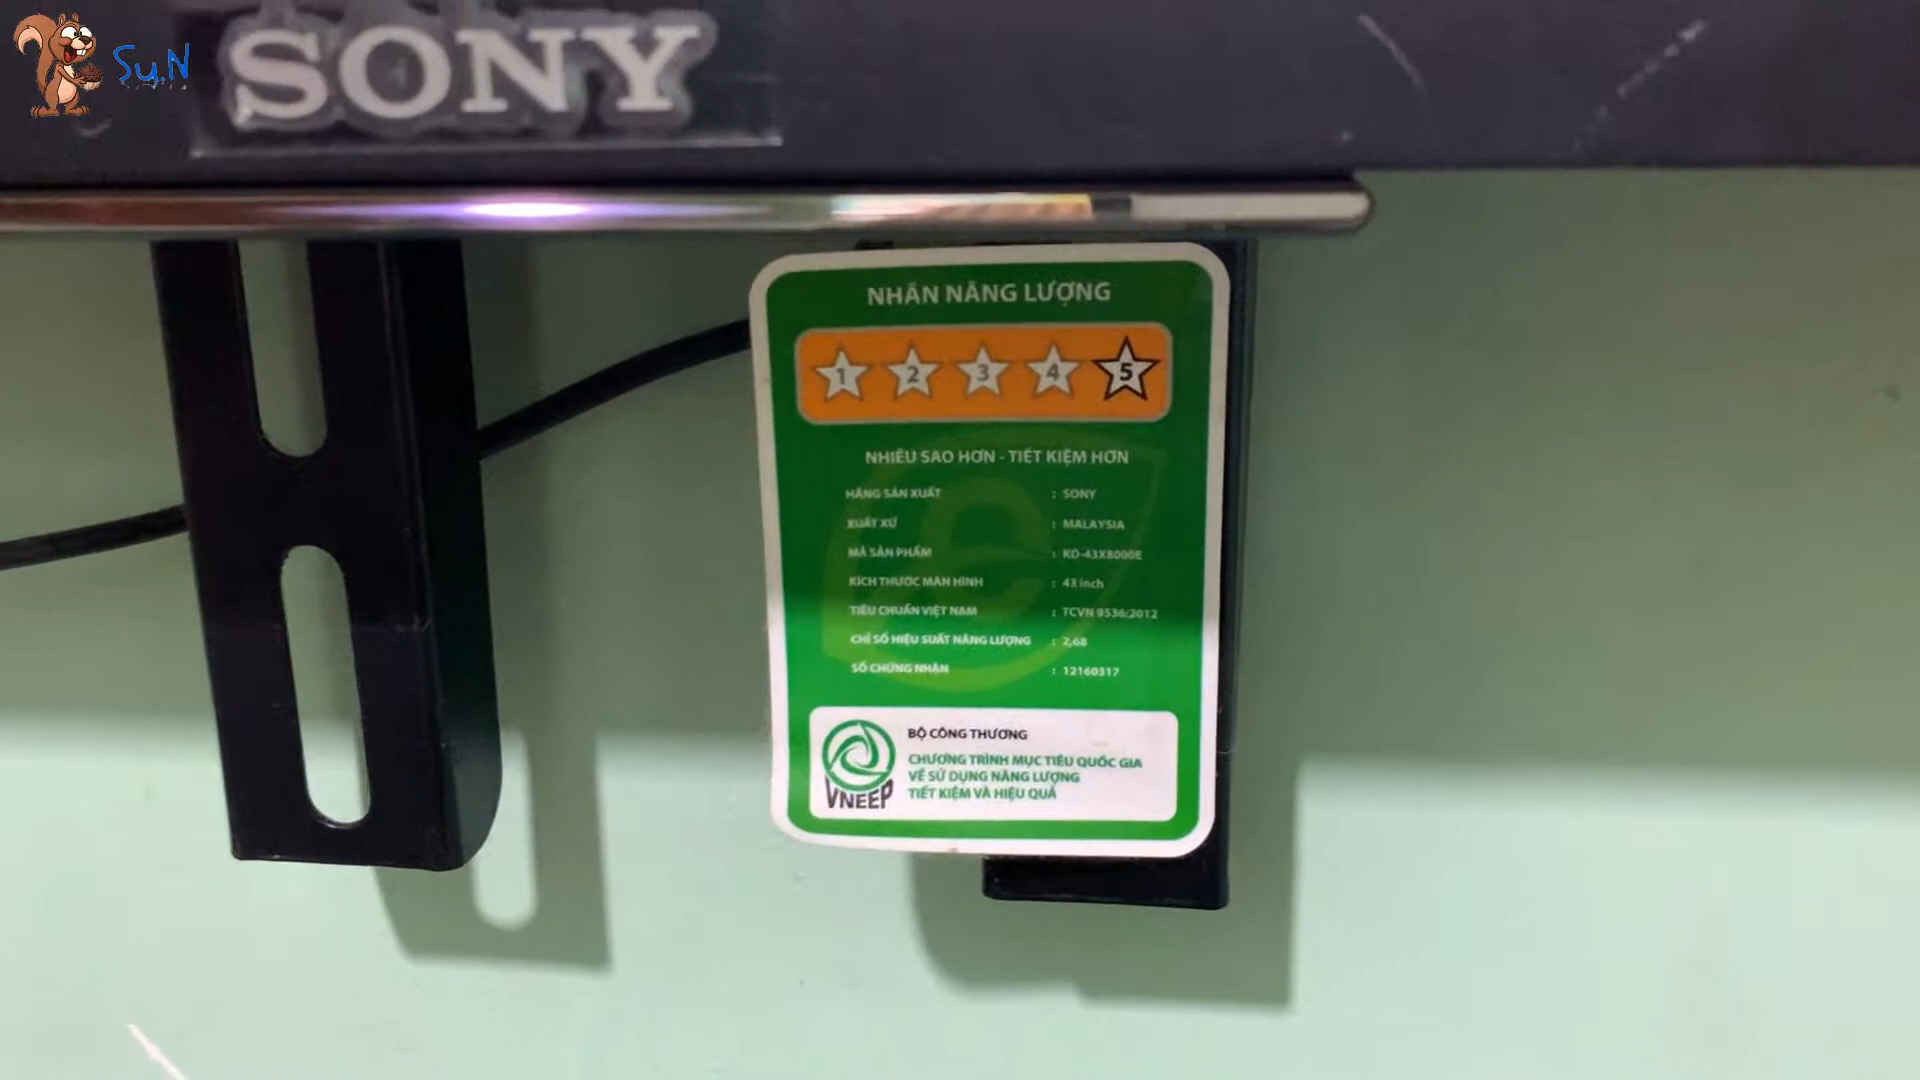 Su,N
SONY
NHÃN NĂNG LƯỢNG
1 2 3 4 5
NHIỀU SAO HƠN - TIẾT KIỆM HƠN
HÃNG SẢN XUẤT : SONY
XUẤT XỨ : MALAYSIA
MÃ SẢN PHẨM : KD-43X8000E
KÍCH THƯỚC MÀN HÌNH : 43 inch
TIÊU CHUẨN VIỆT NAM : TCVN 9536:2012
CHỈ SỐ HIỆU SUẤT NĂNG LƯỢNG : 2,68
SỐ CHỨNG NHẬN : 12160317
BỘ CÔNG THƯƠNG
CHƯƠNG TRÌNH MỤC TIÊU QUỐC GIA
VỀ SỬ DỤNG NĂNG LƯỢNG
TIẾT KIỆM VÀ HIỆU QUẢ
VNEEP